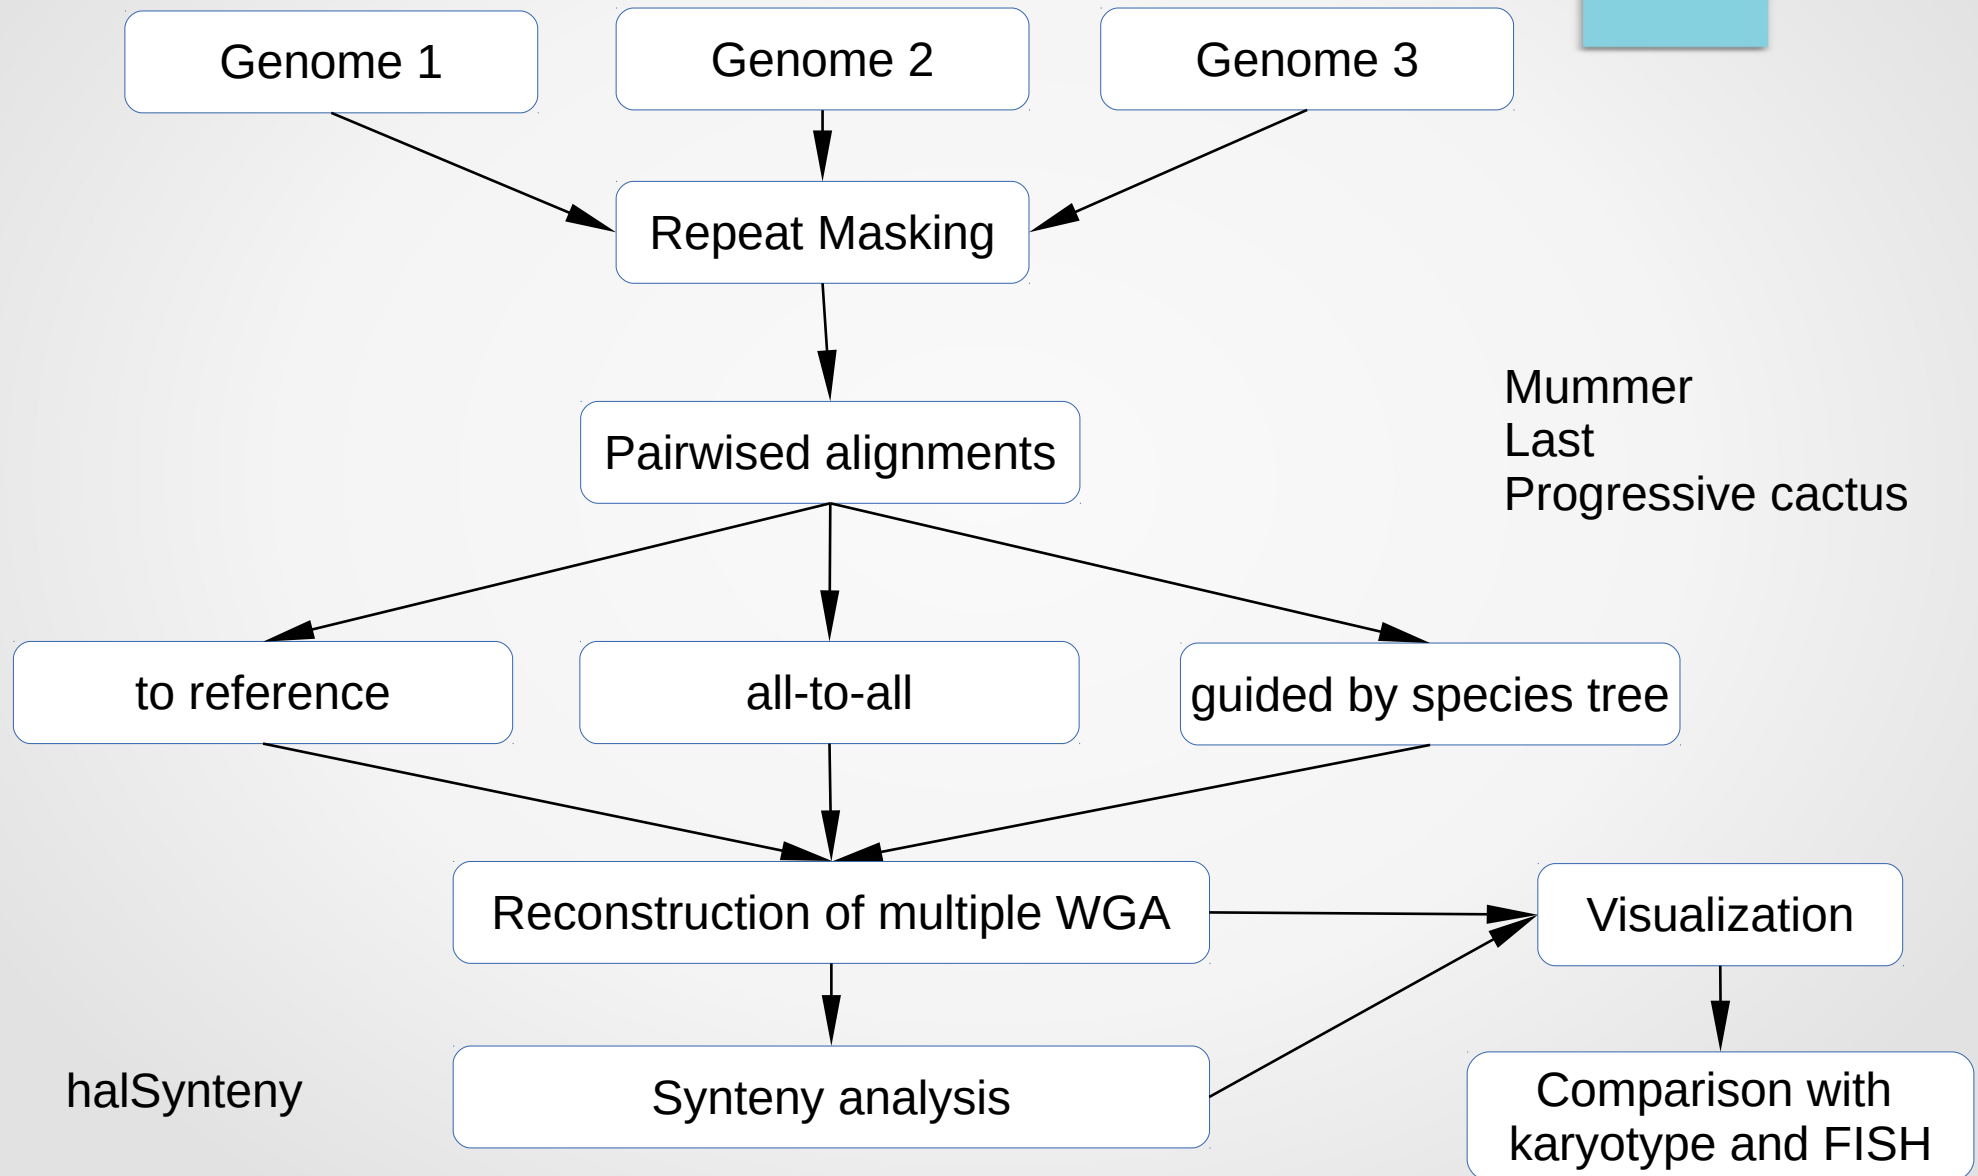 Genome 1
Genome 2
Genome 3
Repeat Masking
Mummer
Last
Progressive cactus
Pairwised alignments
to reference
all-to-all
guided by species tree
Reconstruction of multiple WGA
Visualization
halSynteny
Synteny analysis
Comparison with
karyotype and FISH